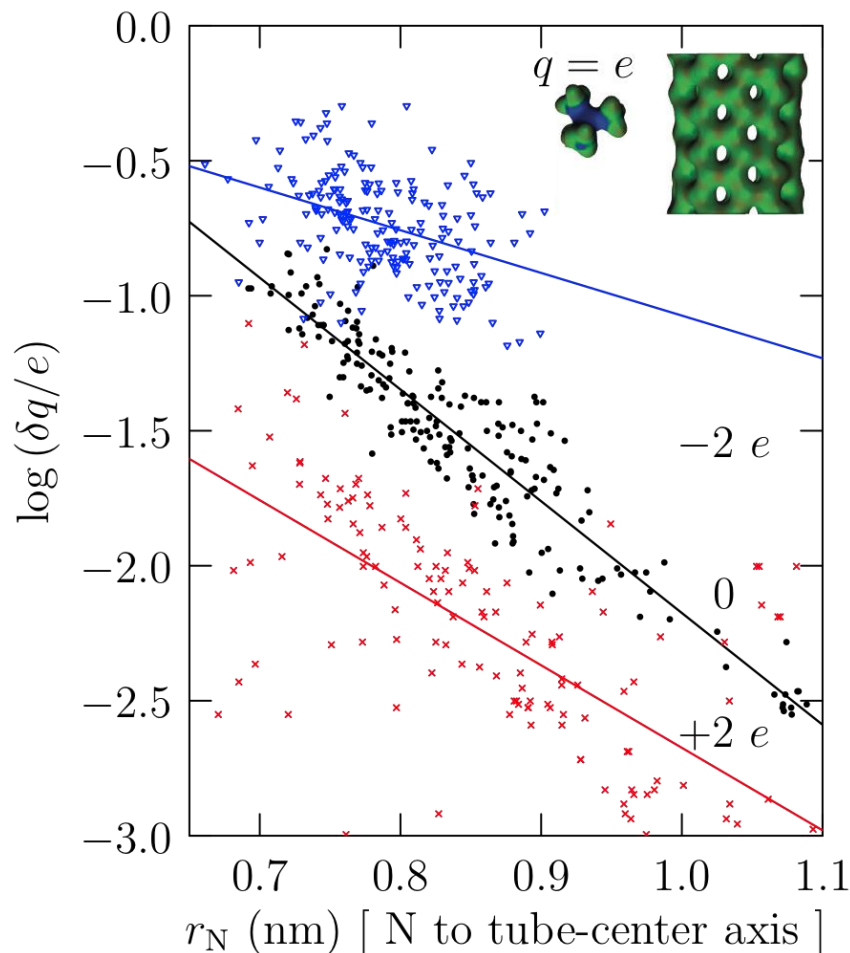 0.0
q = e
−0.5
−1.0
−1.5
−2 e
−2.0
0
−2.5
+2 e
−3.0
log (δq/e)
0.7 0.8 0.9 1.0 1.1
r_N (nm) [ N to tube-center axis ]